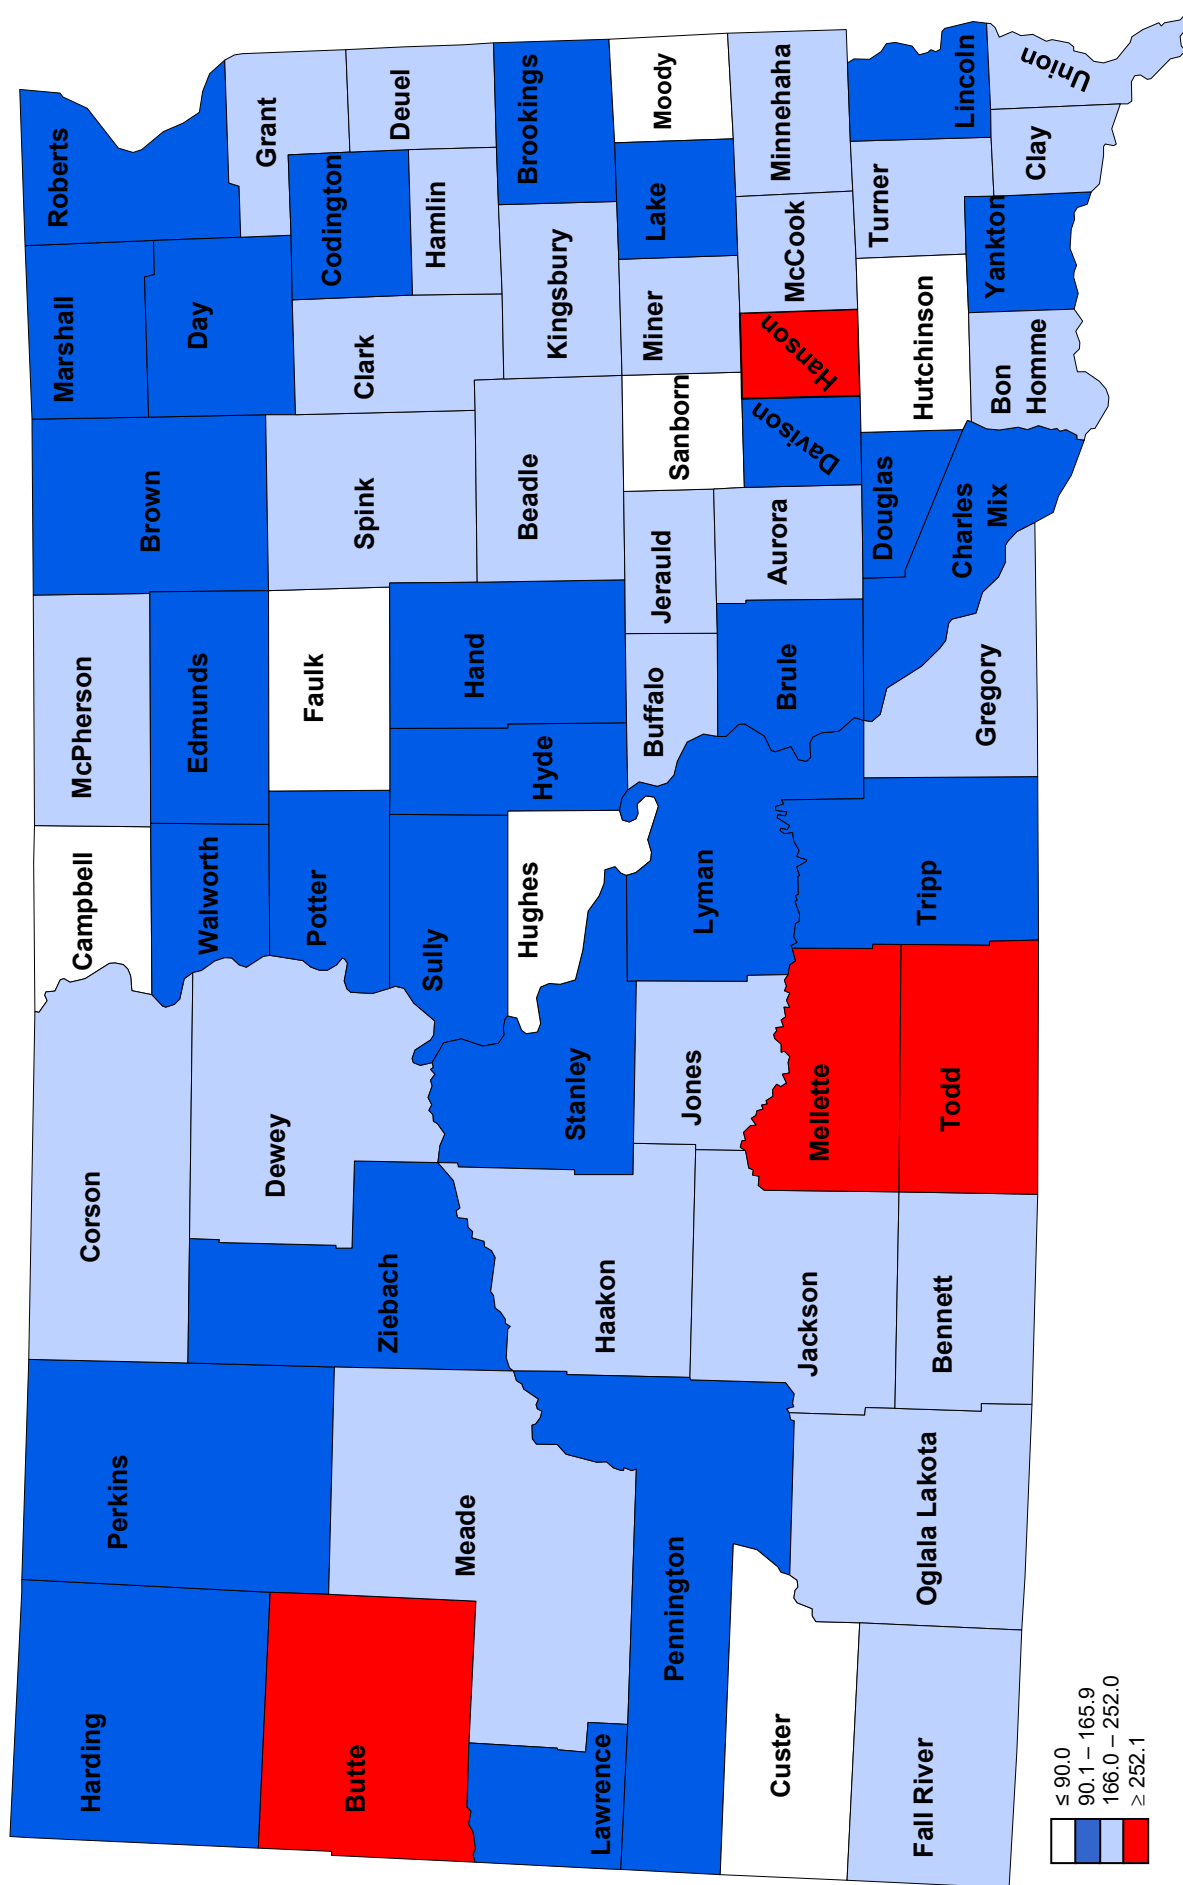 Harding
Perkins
Corson
Campbell
McPherson
Brown
Marshall
Roberts
Walworth
Edmunds
Day
Butte
Dewey
Potter
Faulk
Grant
Codington
Deuel
Ziebach
Clark
Hamlin
Spink
Meade
Sully
Hand
Hyde
Beadle
Kingsbury
Brookings
Lawrence
Haakon
Stanley
Hughes
Buffalo
Jerauld
Sanborn
Miner
Lake
Moody
Pennington
Jones
Lyman
Brule
Aurora
Davison
Hanson
McCook
Minnehaha
Custer
Jackson
Mellette
Douglas
Hutchinson
Turner
Lincoln
Fall River
Oglala Lakota
Bennett
Todd
Tripp
Gregory
Charles
Mix
Bon
Homme
Yankton
Clay
Union
≤ 90.0
90.1 – 165.9
166.0 – 252.0
≥ 252.1